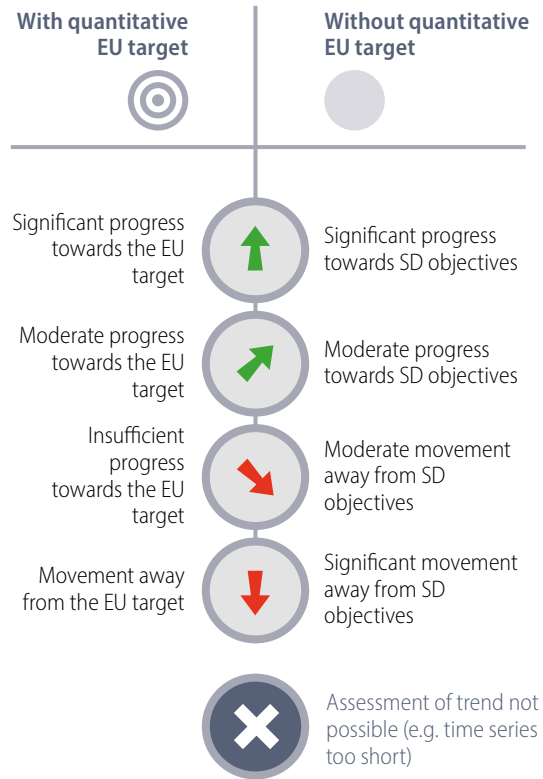 With quantitative
EU target
Without quantitative
EU target
Significant progress
towards the EU
target
Significant progress
towards SD objectives
Moderate progress
towards the EU
target
Moderate progress
towards SD objectives
Insufficient
progress
towards the EU
target
Moderate movement
away from SD
objectives
Movement away
from the EU target
Significant movement
away from SD
objectives
Assessment of trend not
possible (e.g. time series
too short)